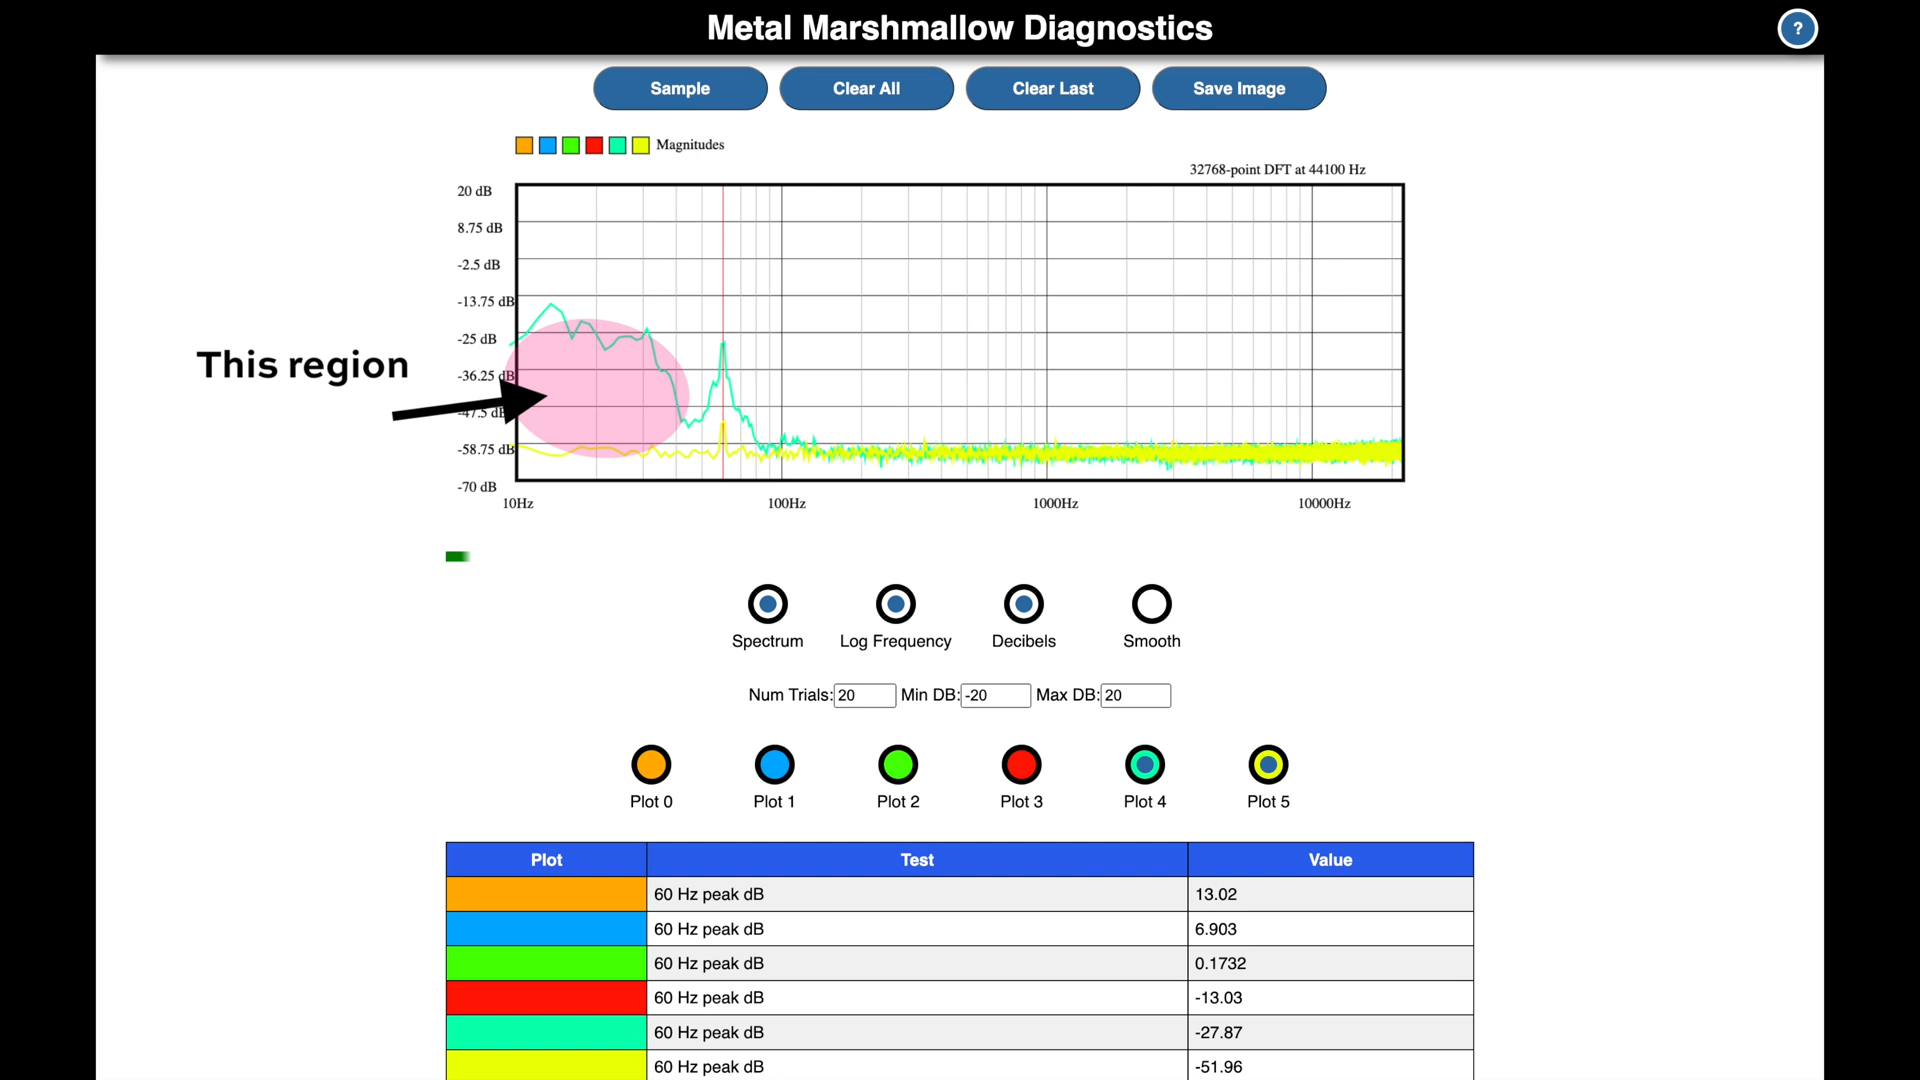 Metal Marshmallow Diagnostics
?
Sample Clear All Clear Last Save Image
Magnitudes
32768-point DFT at 44100 Hz
20 dB
8.75 dB
-2.5 dB
-13.75 dB
-25 dB
This region
-36.25 dB
-47.5 dB
-58.75 dB
-70 dB
10Hz 100Hz 1000Hz 10000Hz
Spectrum Log Frequency Decibels Smooth
Num Trials: 20 Min DB: -20 Max DB: 20
Plot 0 Plot 1 Plot 2 Plot 3 Plot 4 Plot 5
Plot Test Value
60 Hz peak dB 13.02
60 Hz peak dB 6.903
60 Hz peak dB 0.1732
60 Hz peak dB -13.03
60 Hz peak dB -27.87
60 Hz peak dB -51.96